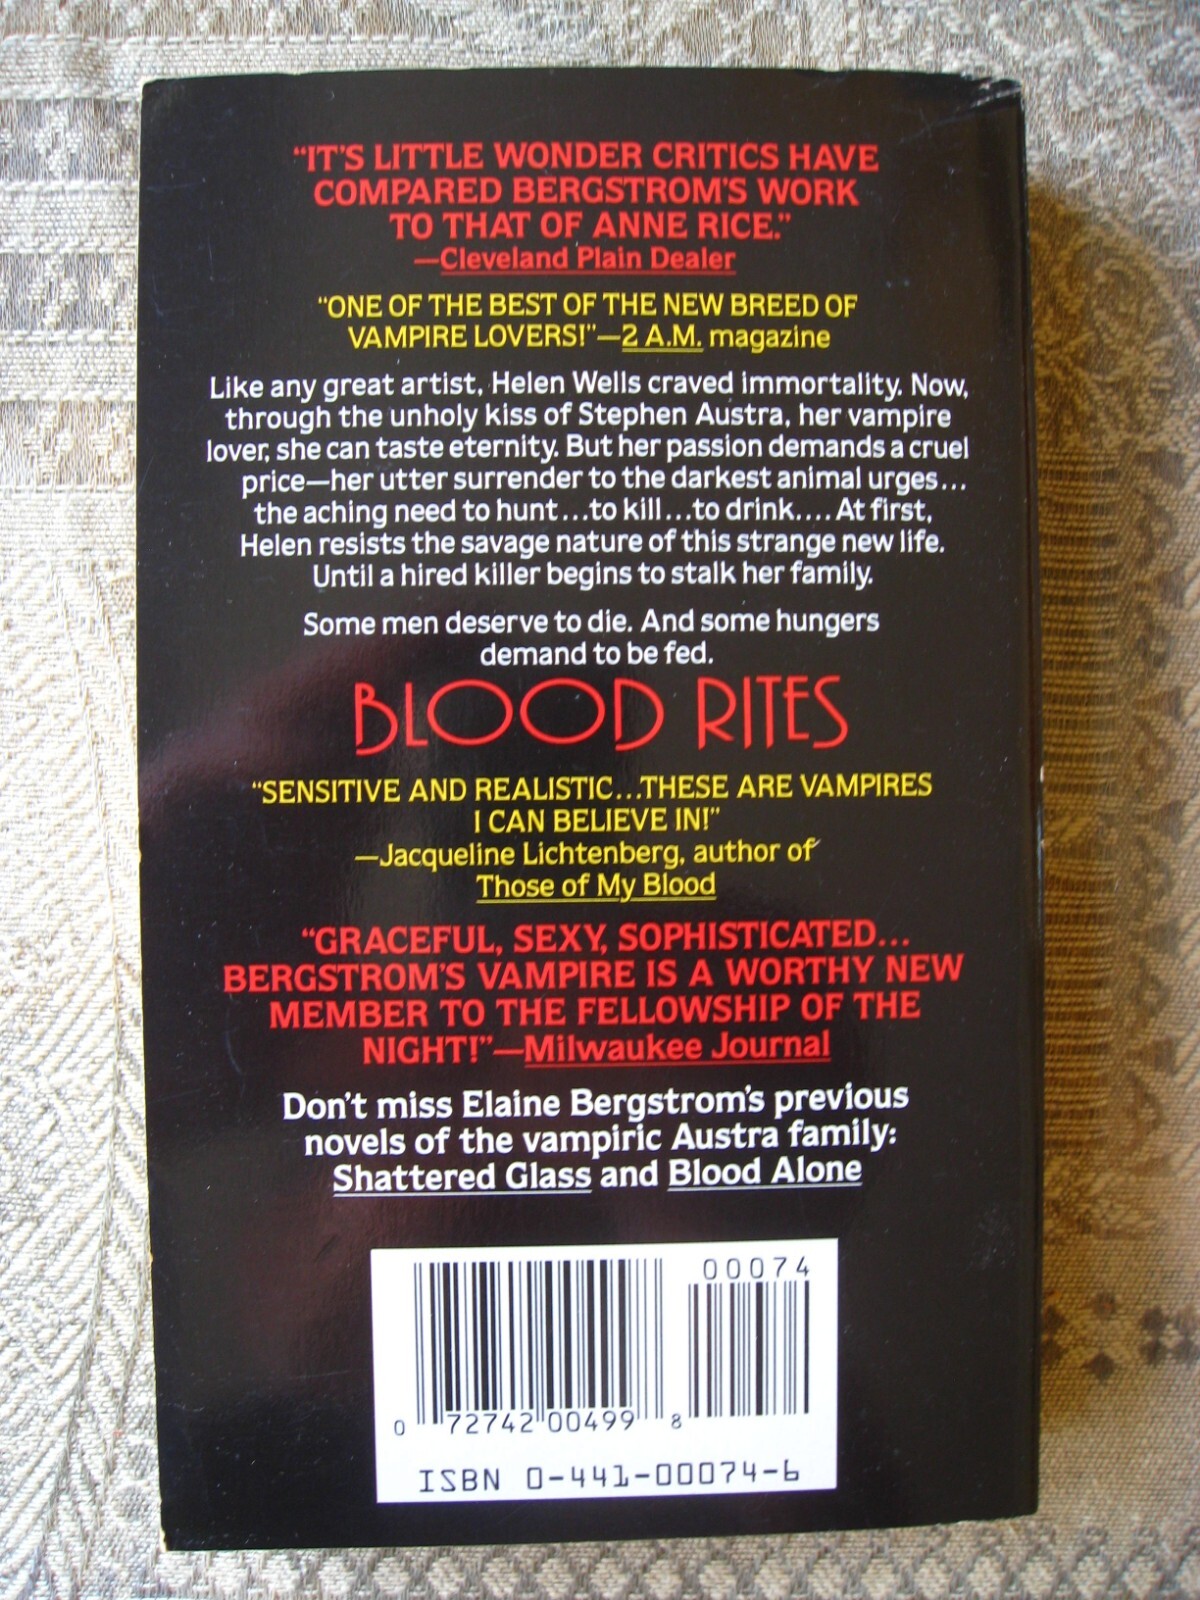 “IT’S LITTLE WONDER CRITICS HAVE
COMPARED BERGSTROM’S WORK
TO THAT OF ANNE RICE.”
—Cleveland Plain Dealer
“ONE OF THE BEST OF THE NEW BREED OF
VAMPIRE LOVERS!”—2 A.M. magazine
Like any great artist, Helen Wells craved immortality. Now,
through the unholy kiss of Stephen Austra, her vampire
lover, she can taste eternity. But her passion demands a cruel
price—her utter surrender to the darkest animal urges...
the aching need to hunt...to kill...to drink.... At first,
Helen resists the savage nature of this strange new life.
Until a hired killer begins to stalk her family.
Some men deserve to die. And some hungers
demand to be fed.
BLOOD RITES
“SENSITIVE AND REALISTIC...THESE ARE VAMPIRES
I CAN BELIEVE IN!”
—Jacqueline Lichtenberg, author of
Those of My Blood
“GRACEFUL, SEXY, SOPHISTICATED...
BERGSTROM’S VAMPIRE IS A WORTHY NEW
MEMBER TO THE FELLOWSHIP OF THE
NIGHT!”—Milwaukee Journal
Don’t miss Elaine Bergstrom’s previous
novels of the vampiric Austra family:
Shattered Glass and Blood Alone
00074
0 72742 00499 8
ISBN 0-441-00074-6